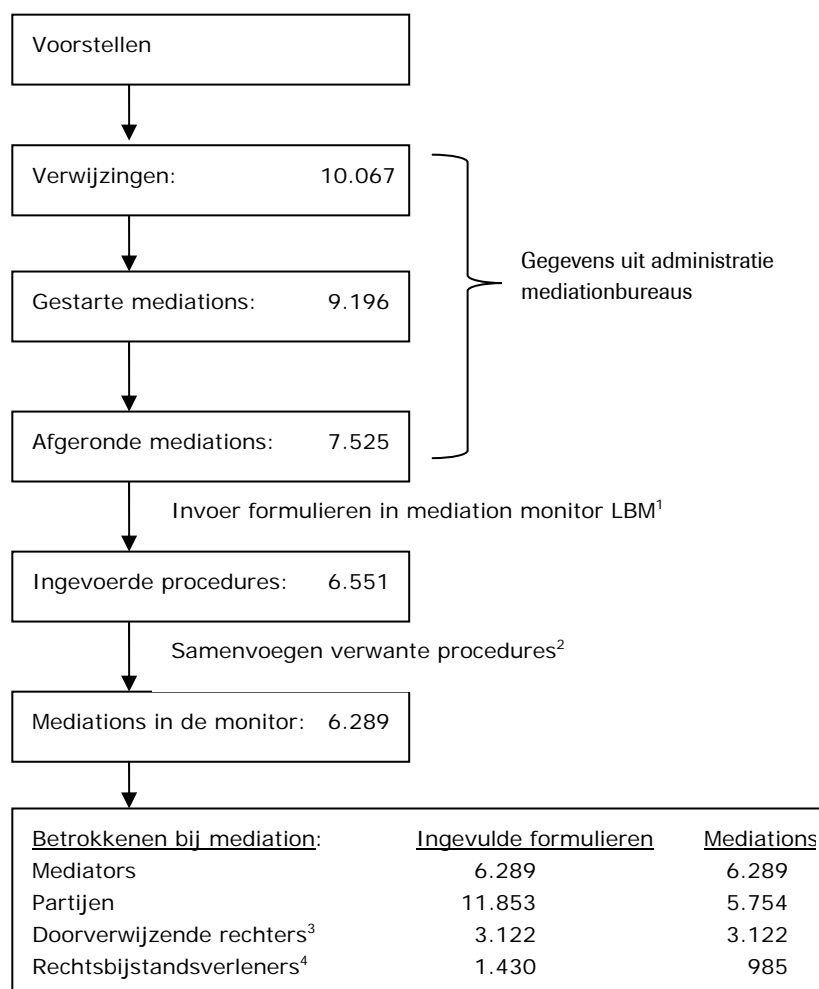 Voorstellen
Verwijzingen: 10.067
Gestarte mediations: 9.196
Gegevens uit administratie
mediationbureaus
Afgeronde mediations: 7.525
Invoer formulieren in mediation monitor LBM¹
Ingevoerde procedures: 6.551
Samenvoegen verwante procedures²
Mediations in de monitor: 6.289
Betrokkenen bij mediation: Ingevulde formulieren Mediations
Mediators 6.289 6.289
Partijen 11.853 5.754
Doorverwijzende rechters³ 3.122 3.122
Rechtsbijstandsverleners⁴ 1.430 985